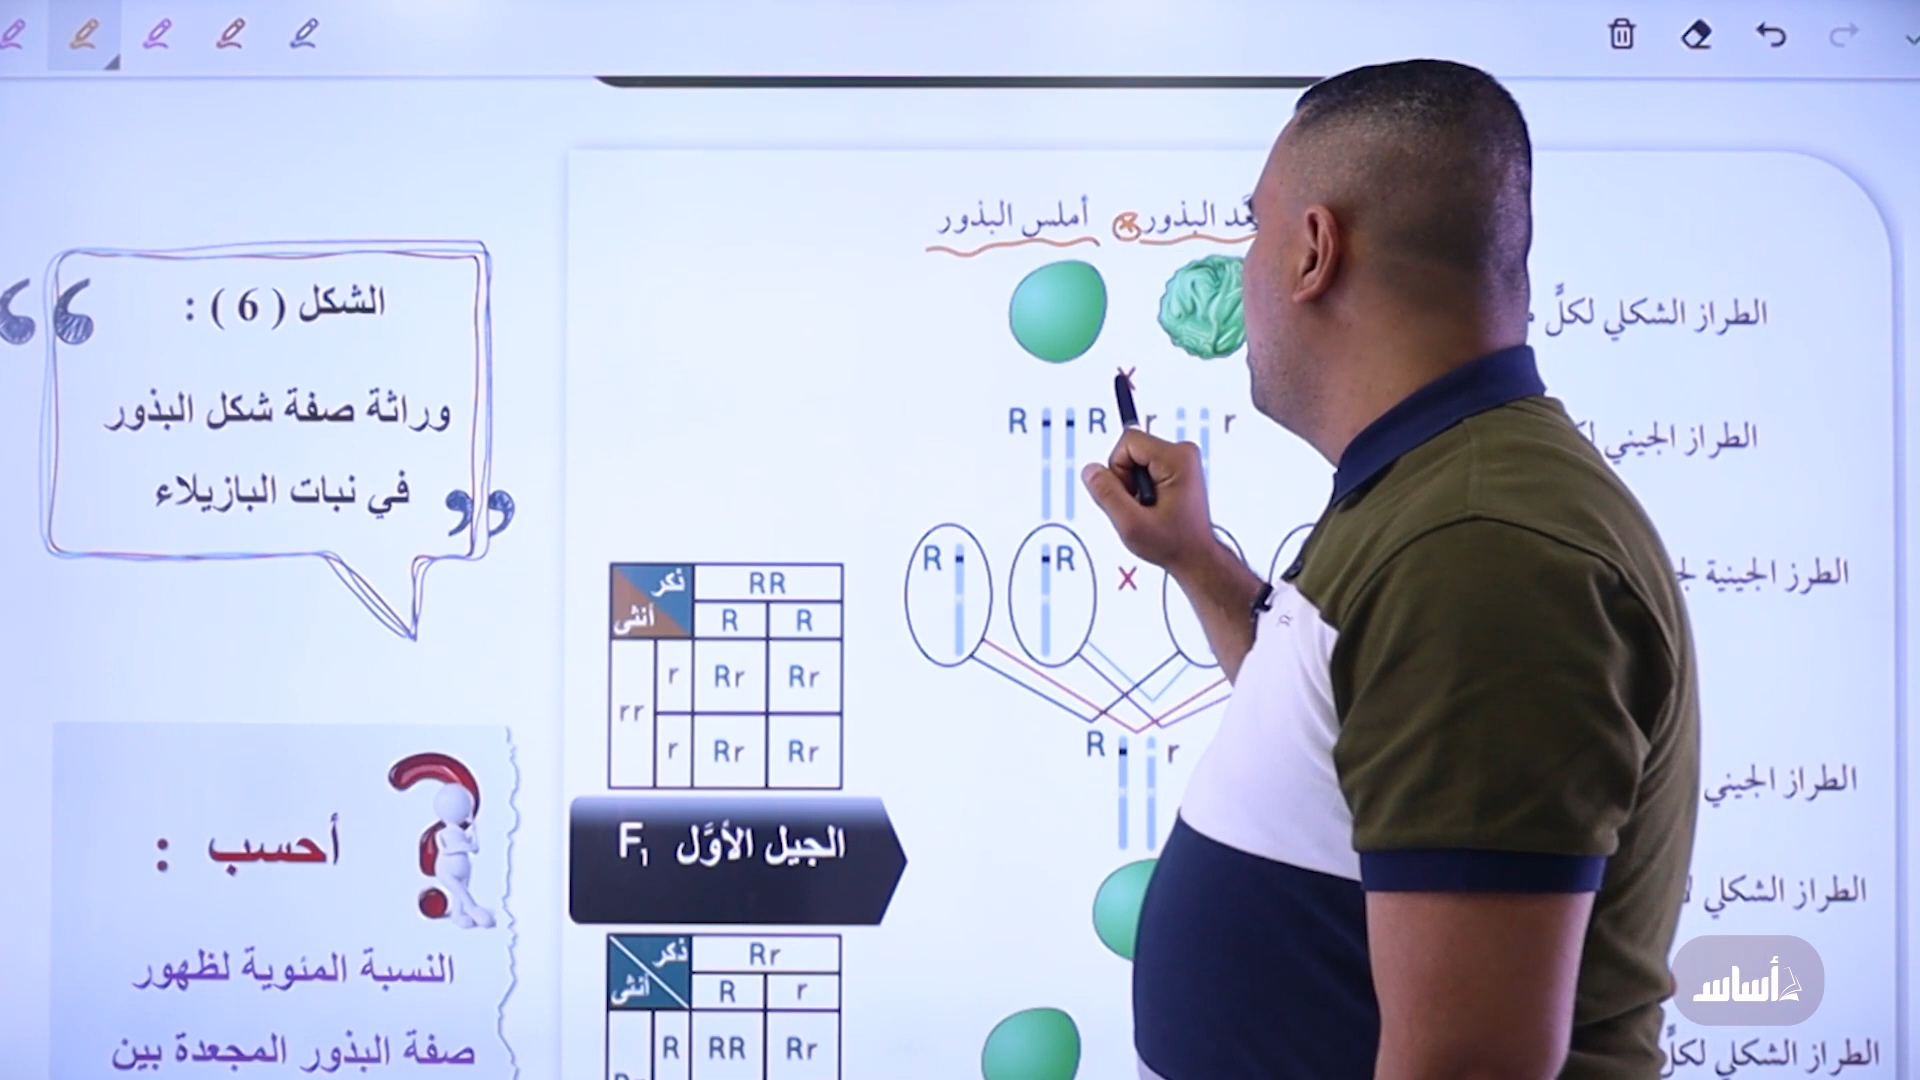 البذور
أملس البذور
الطراز الشكلي لكلٍّ
R R r r
الطراز الجيني
R R
الطرز الجينية
R r
الطراز الجيني
الطراز الشكلي
الطراز الشكلي لكلٍّ
الشكل ( 6 ) :
وراثة صفة شكل البذور
في نبات البازيلاء
ذكر RR
أنثى R R
rr r Rr Rr
r Rr Rr
الجيل الأوَّل F1
ذكر Rr
أنثى R r
R RR Rr
أحسب :
النسبة المئوية لظهور
صفة البذور المجعدة بين
أساس